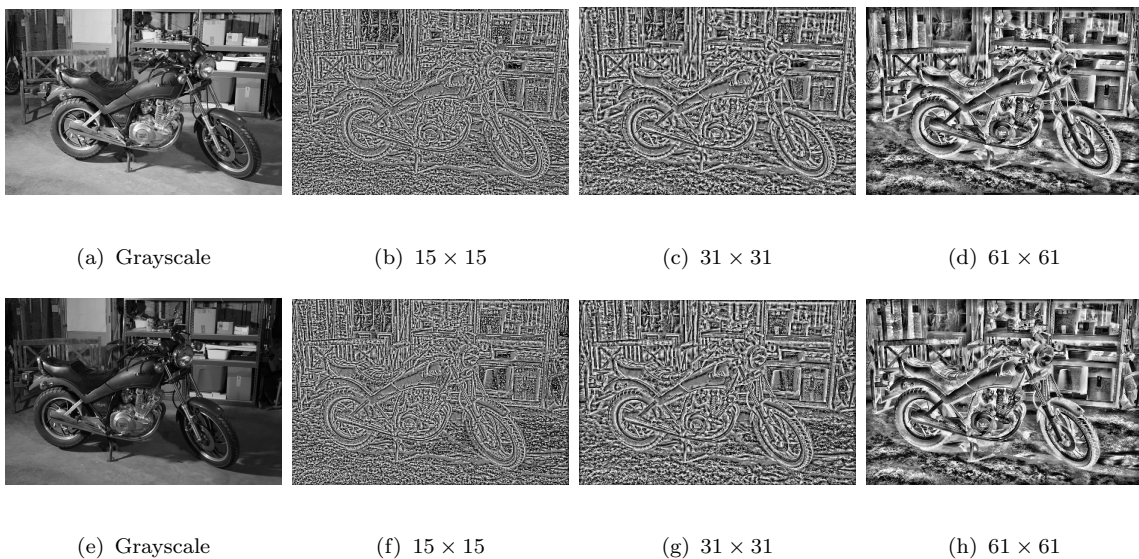 (a) Grayscale
(b) 15 × 15
(c) 31 × 31
(d) 61 × 61
(e) Grayscale
(f) 15 × 15
(g) 31 × 31
(h) 61 × 61